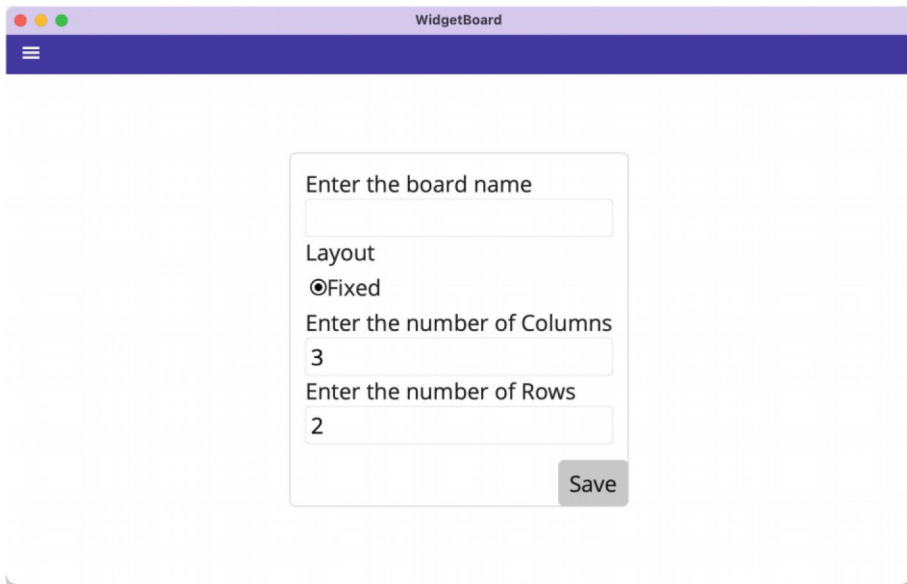 WidgetBoard
Enter the board name
Layout
Fixed
Enter the number of Columns
3
Enter the number of Rows
2
Save